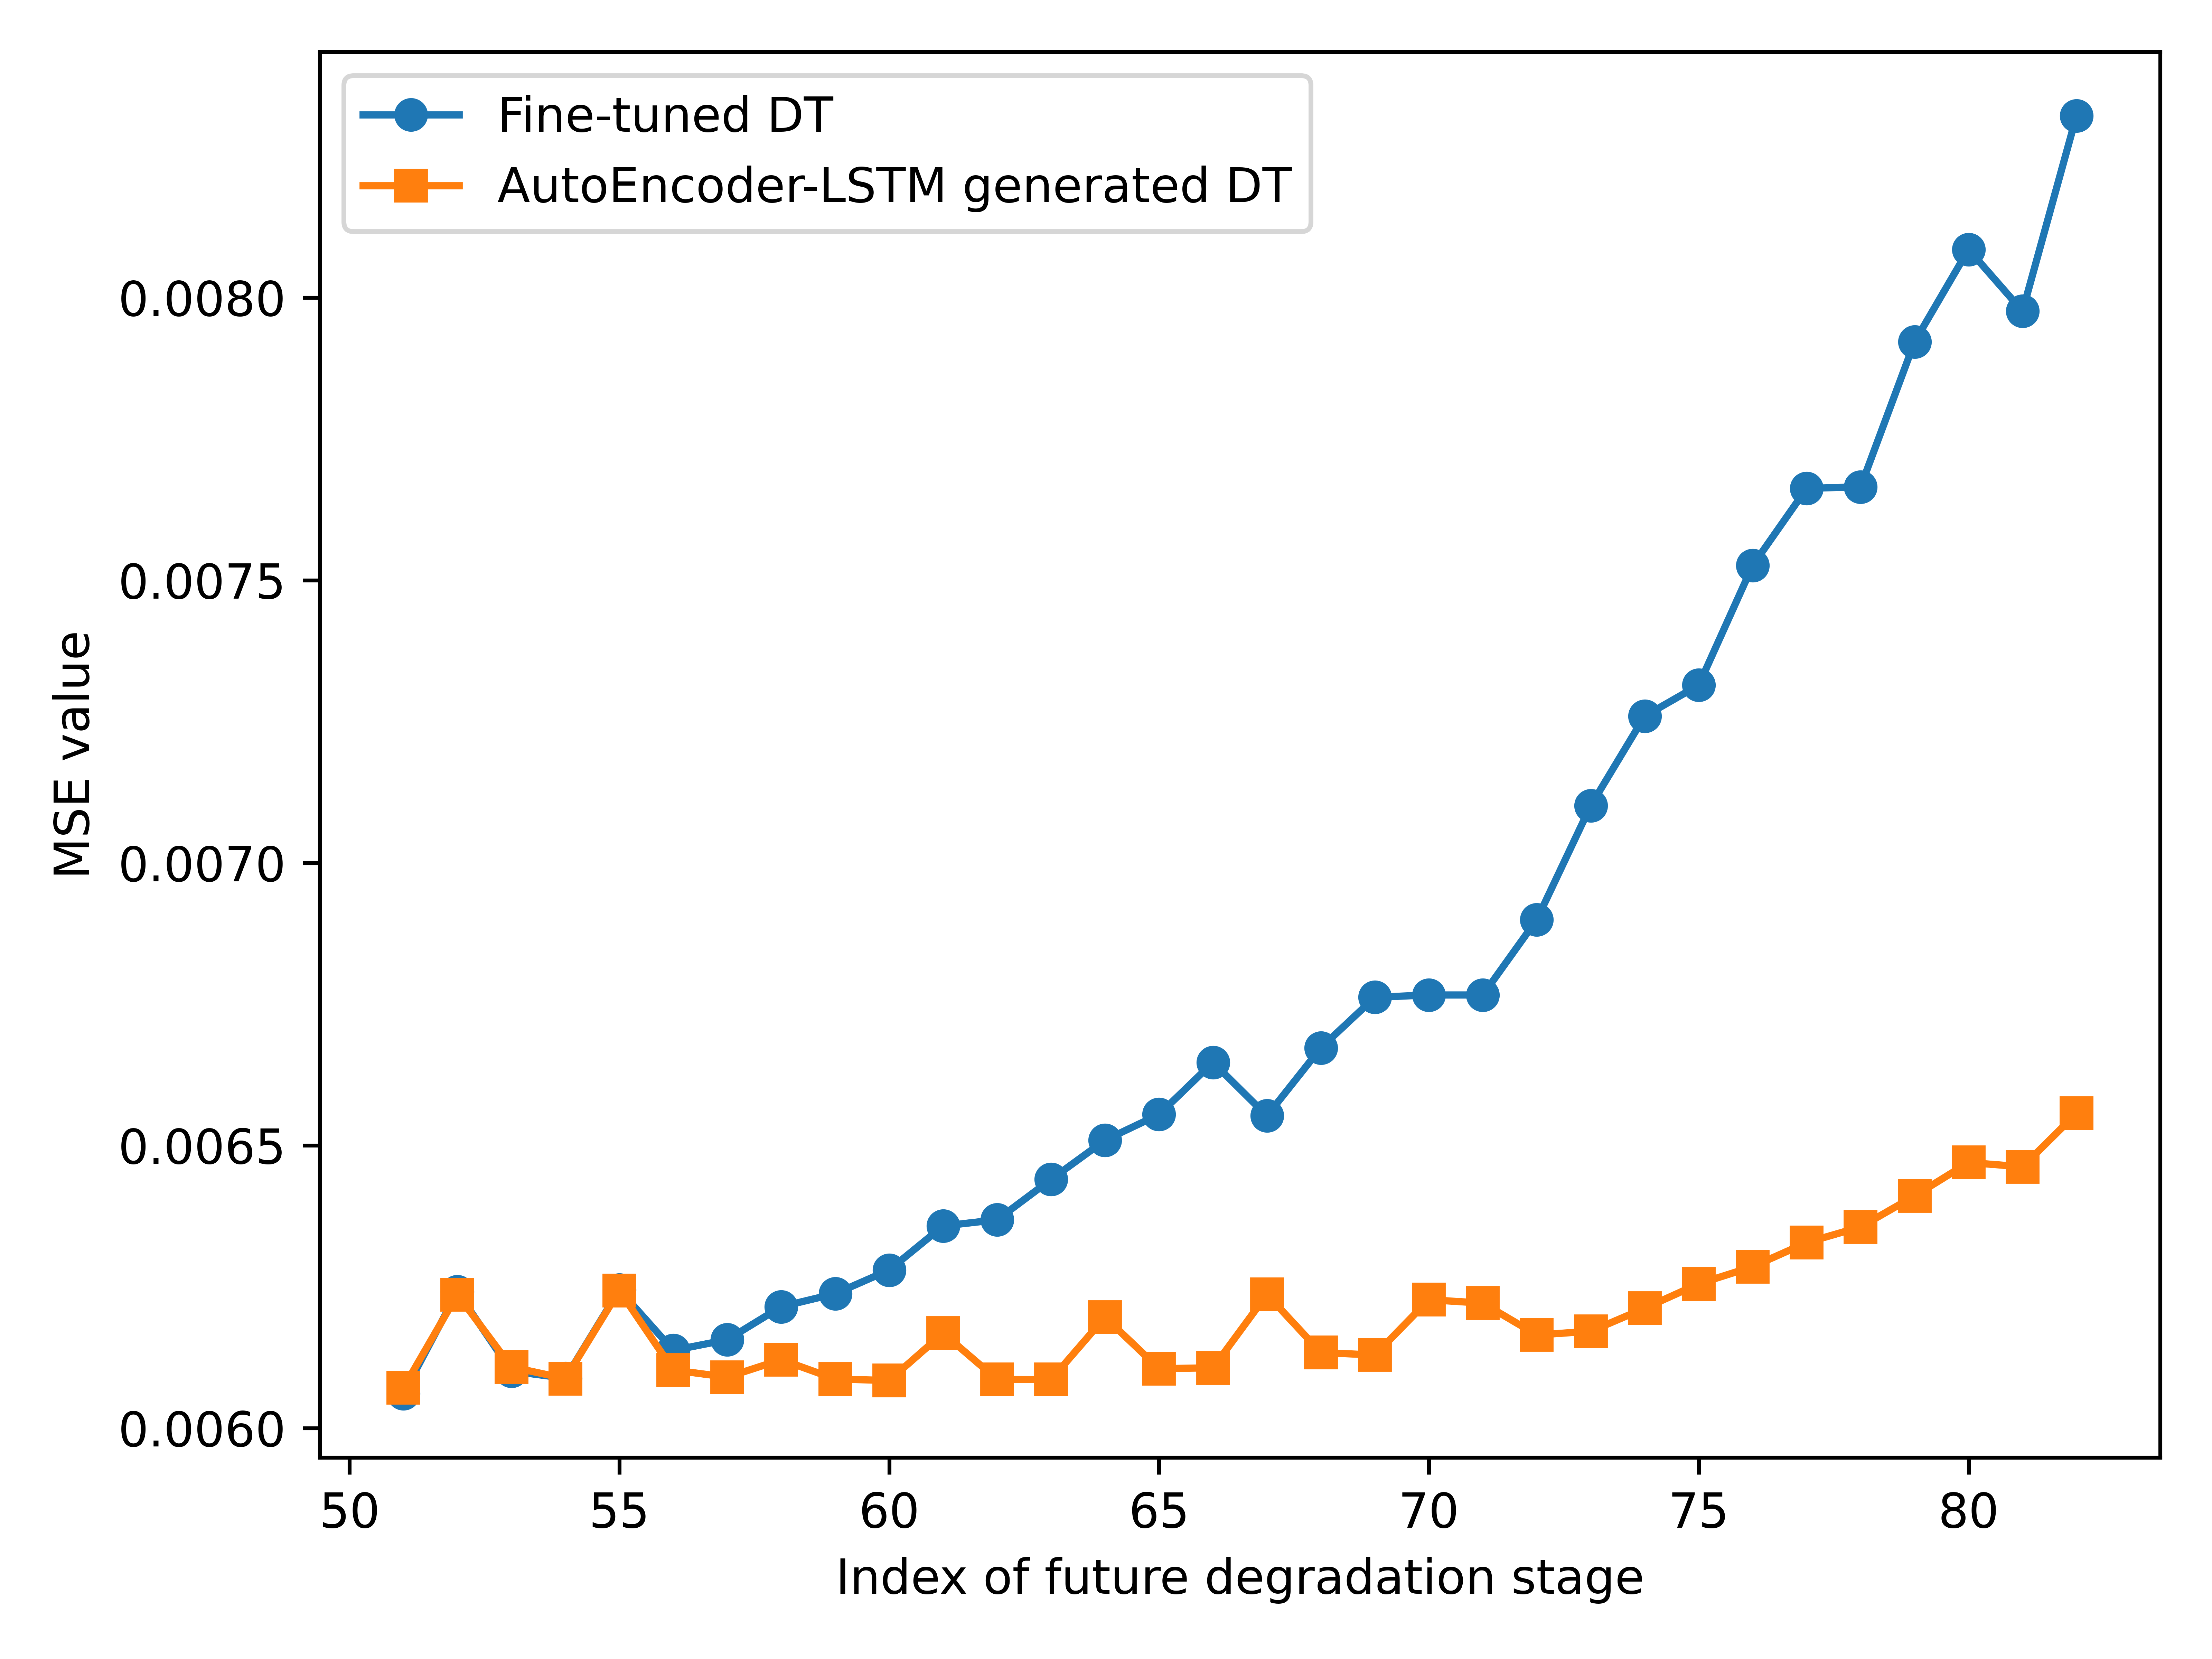 Fine-tuned DT
AutoEncoder-LSTM generated DT
0.0080
0.0075
0.0070
0.0065
0.0060
MSE value
50 55 60 65 70 75 80
Index of future degradation stage